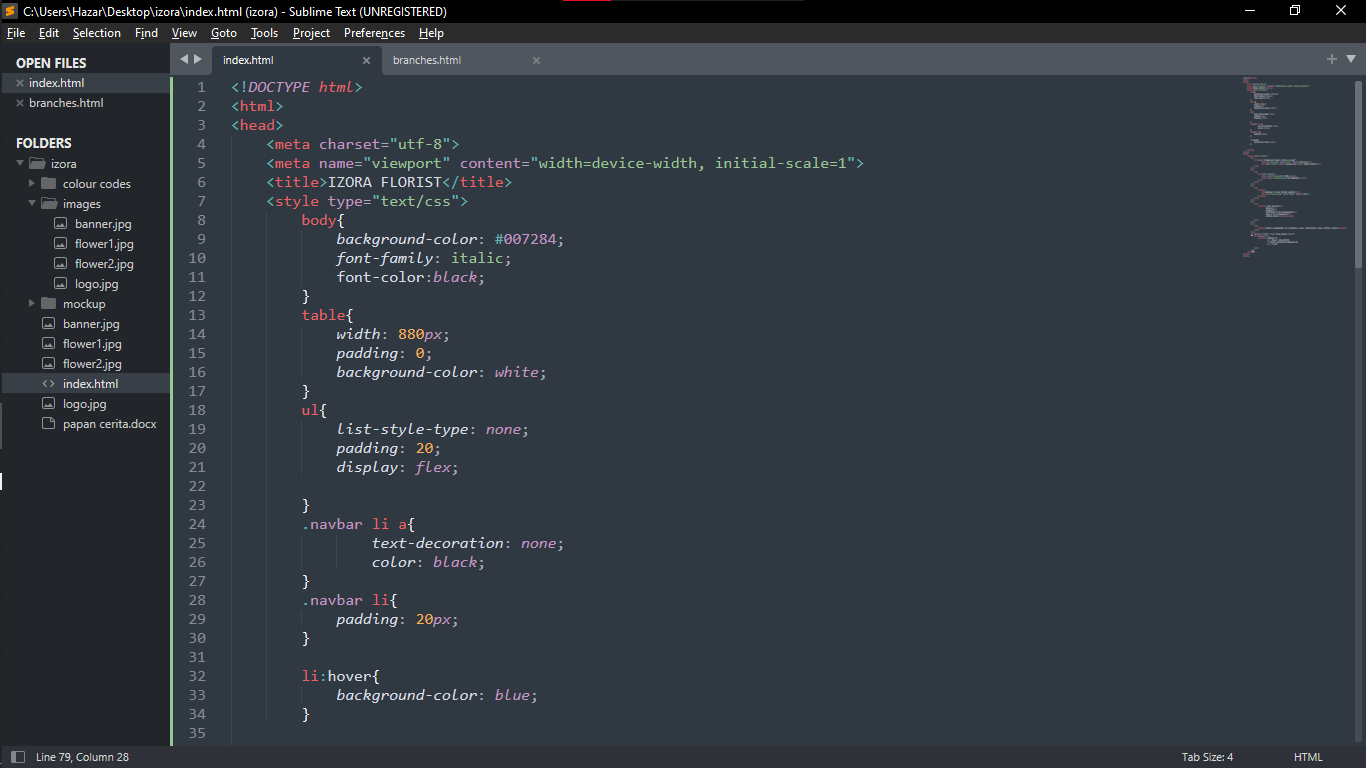 C:\Users\Hazar\Desktop\izora\index.html (izora) - Sublime Text (UNREGISTERED)
File Edit Selection Find View Goto Tools Project Preferences Help
OPEN FILES
index.html
branches.html
FOLDERS
izora
colour codes
images
banner.jpg
flower1.jpg
flower2.jpg
logo.jpg
mockup
banner.jpg
flower1.jpg
flower2.jpg
index.html
logo.jpg
papan cerita.docx
index.html branches.html
1 <!DOCTYPE html>
2 <html>
3 <head>
4 <meta charset="utf-8">
5 <meta name="viewport" content="width=device-width, initial-scale=1">
6 <title>IZORA FLORIST</title>
7 <style type="text/css">
8 body{
9 background-color: #007284;
10 font-family: italic;
11 font-color:black;
12 }
13 table{
14 width: 880px;
15 padding: 0;
16 background-color: white;
17 }
18 ul{
19 list-style-type: none;
20 padding: 20;
21 display: flex;
22
23 }
24 .navbar li a{
25 text-decoration: none;
26 color: black;
27 }
28 .navbar li{
29 padding: 20px;
30 }
31
32 li:hover{
33 background-color: blue;
34 }
35
Line 79, Column 28 Tab Size: 4 HTML